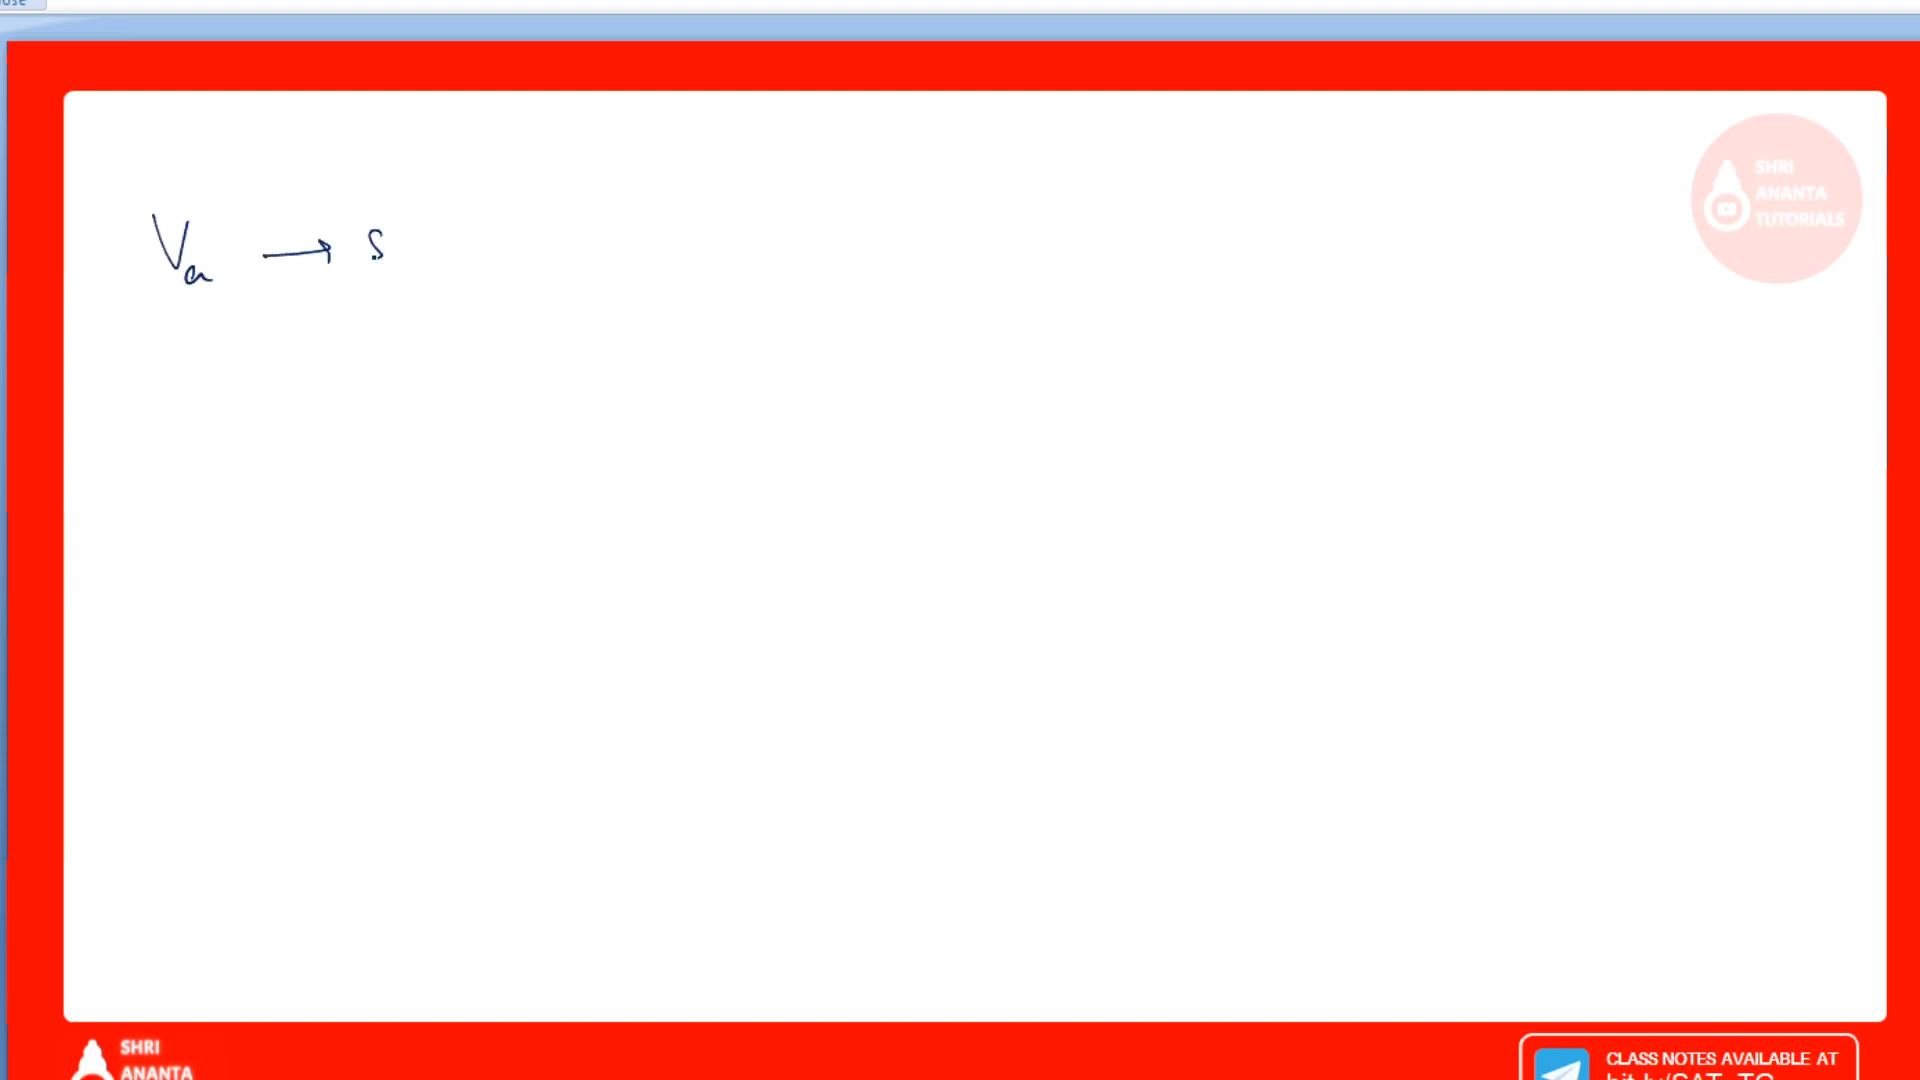 Va → s
SHRI
ANANTA
TUTORIALS
SHRI
ANANTA
CLASS NOTES AVAILABLE AT